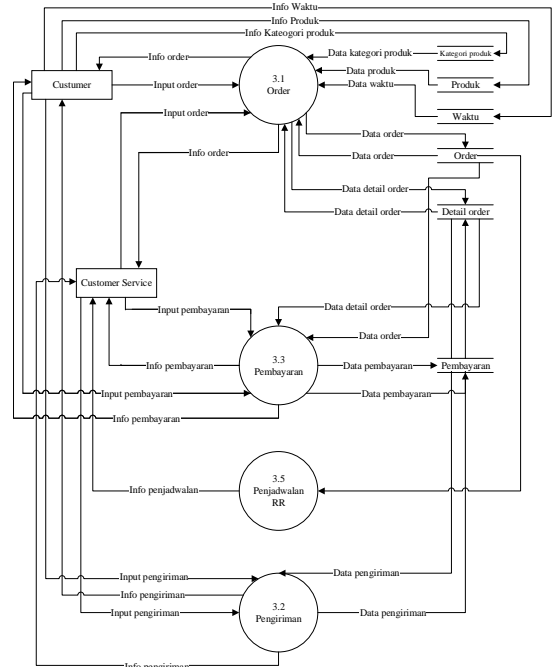 Info Waktu
Info Produk
Info Kateogori produk
Info order
Data kategori produk
Kategori produk
Custumer
Input order
3.1
Order
Data produk
Produk
Data waktu
Waktu
Input order
Data order
Info order
Data order
Order
Data detail order
Data detail order
Detail order
Customer Service
Input pembayaran
Data detail order
Data order
Info pembayaran
3.3
Pembayaran
Data pembayaran
Pembayaran
Input pembayaran
Data pembayaran
Info pembayaran
Info penjadwalan
3.5
Penjadwalan
RR
Input pengiriman
Data pengiriman
Info pengiriman
Input pengiriman
3.2
Pengiriman
Data pengiriman
Info pengiriman